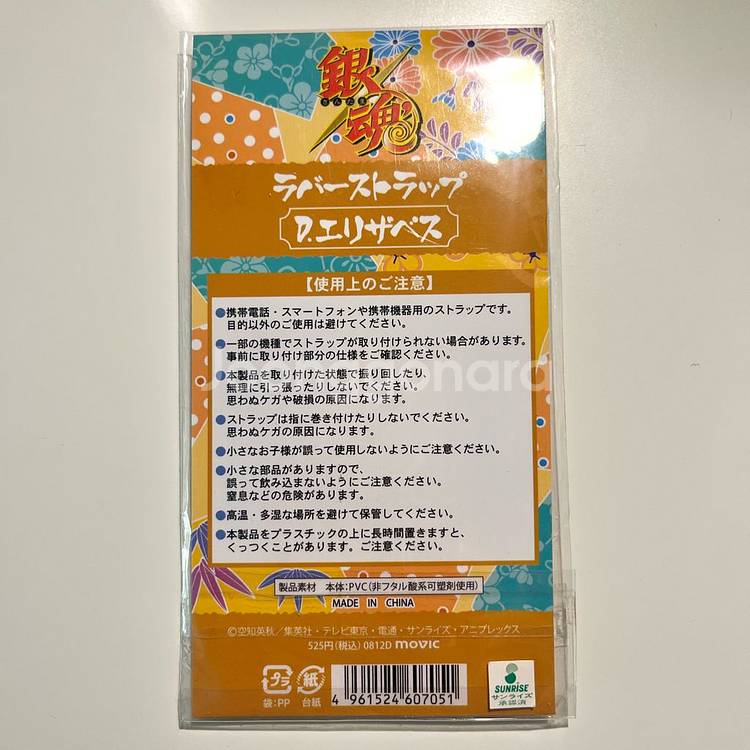 銀魂
ぎんたま
ラバーストラップ
D.エリザベス
【使用上のご注意】
●携帯電話・スマートフォンや携帯機器用のストラップです。
目的以外のご使用は避けてください。
●一部の機種でストラップが取り付けられない場合があります。
事前に取り付け部分の仕様をご確認ください。
●本製品を取り付けた状態で振り回したり、
無理に引っ張ったりしないでください。
思わぬケガや破損の原因になります。
●ストラップは指に巻き付けたりしないでください。
思わぬケガの原因になります。
●小さなお子様が誤って使用しないようにご注意ください。
●小さい部品がありますので、
誤って飲み込まないようにご注意ください。
窒息などの危険があります。
●高温・多湿な場所を避けて保管してください。
●本製品をプラスチックの上に長時間置きますと、
くっつくことがあります。ご注意ください。
製品素材 本体:PVC(非フタル酸系可塑剤使用)
MADE IN CHINA
©空知英秋/集英社・テレビ東京・電通・サンライズ・アニプレックス
525円(税込) 0812D movic
プラ 紙
袋:PP 台紙
4 961524 607051
SUNRISE
サンライズ
承認済